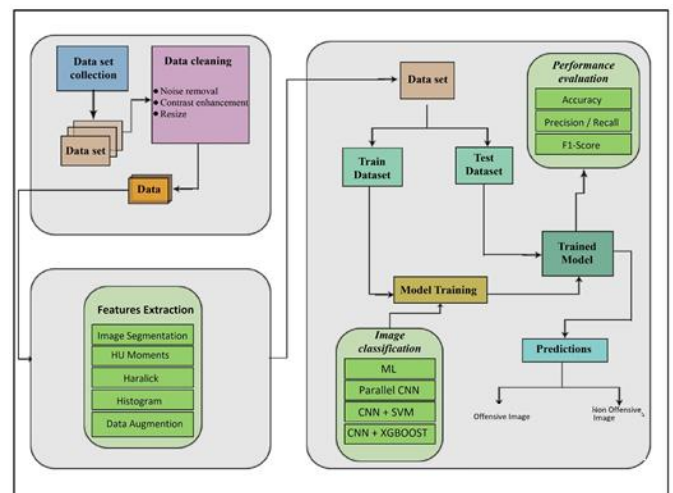 Data set
collection
Data set
Data cleaning
Noise removal
Contrast enhancement
Resize
Data
Features Extraction
Image Segmentation
HU Moments
Haralick
Histogram
Data Augmention
Data set
Train
Dataset
Test
Dataset
Model Training
Image
classification
ML
Parallel CNN
CNN + SVM
CNN + XGBOOST
Performance
evaluation
Accuracy
Precision / Recall
F1-Score
Trained
Model
Predictions
Offensive Image
Non Offensive
Image